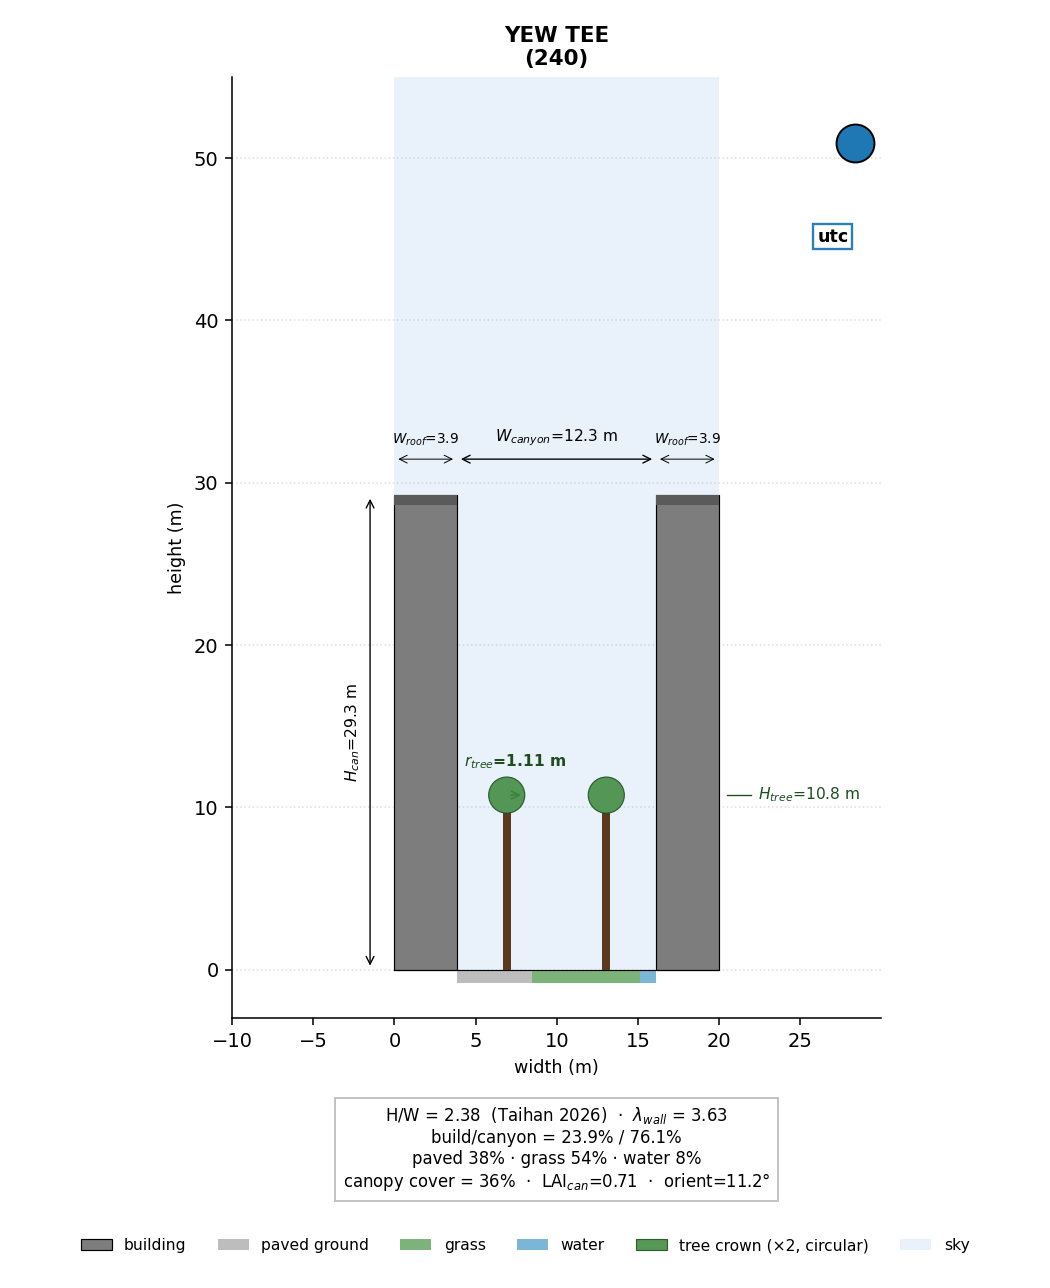 YEW TEE
(240)
utc
W_roof=3.9
W_canyon=12.3 m
W_roof=3.9
H_can=29.3 m
r_tree=1.11 m
H_tree=10.8 m
height (m)
50
40
30
20
10
0
−10 −5 0 5 10 15 20 25
width (m)
H/W = 2.38 (Taihan 2026) · λ_wall = 3.63
build/canyon = 23.9% / 76.1%
paved 38% · grass 54% · water 8%
canopy cover = 36% · LAI_can=0.71 · orient=11.2°
building paved ground grass water tree crown (×2, circular) sky